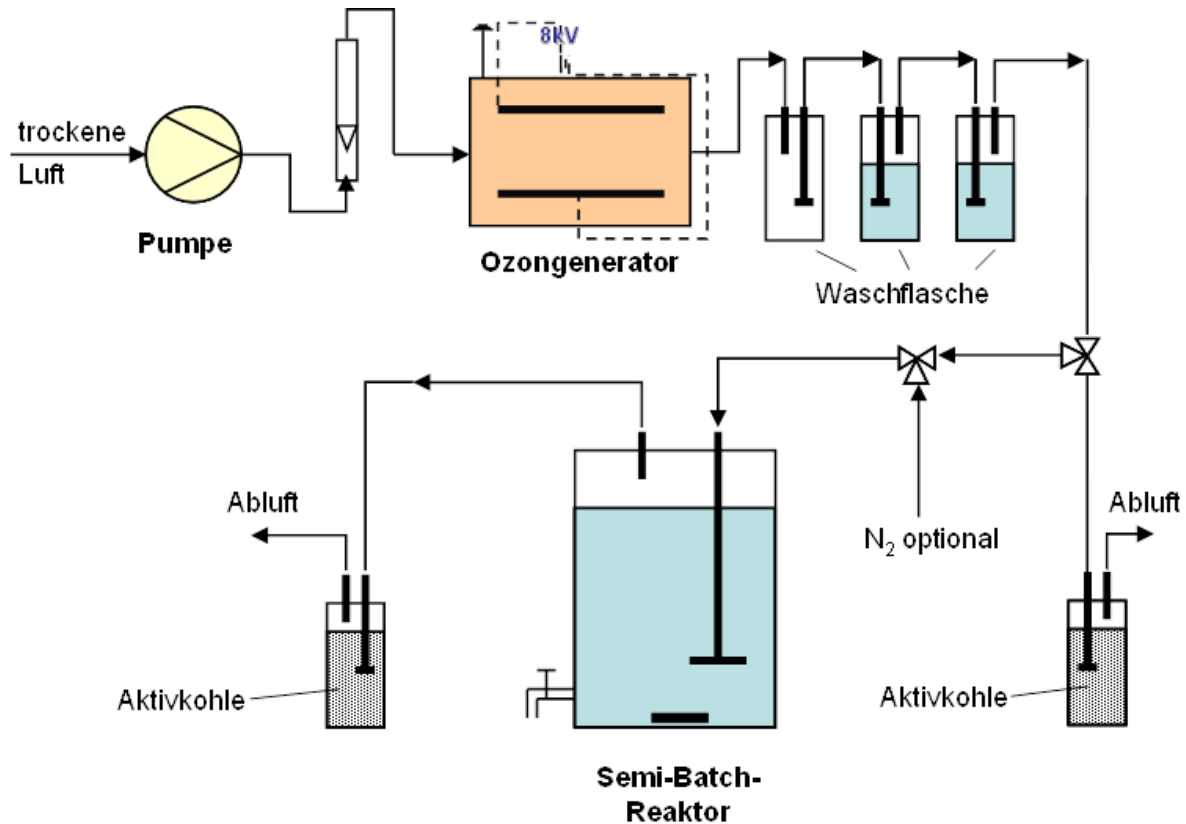 8kV
trockene
Luft
Pumpe
Ozongenerator
Waschflasche
Abluft
N₂ optional
Abluft
Aktivkohle
Aktivkohle
Semi-Batch-
Reaktor